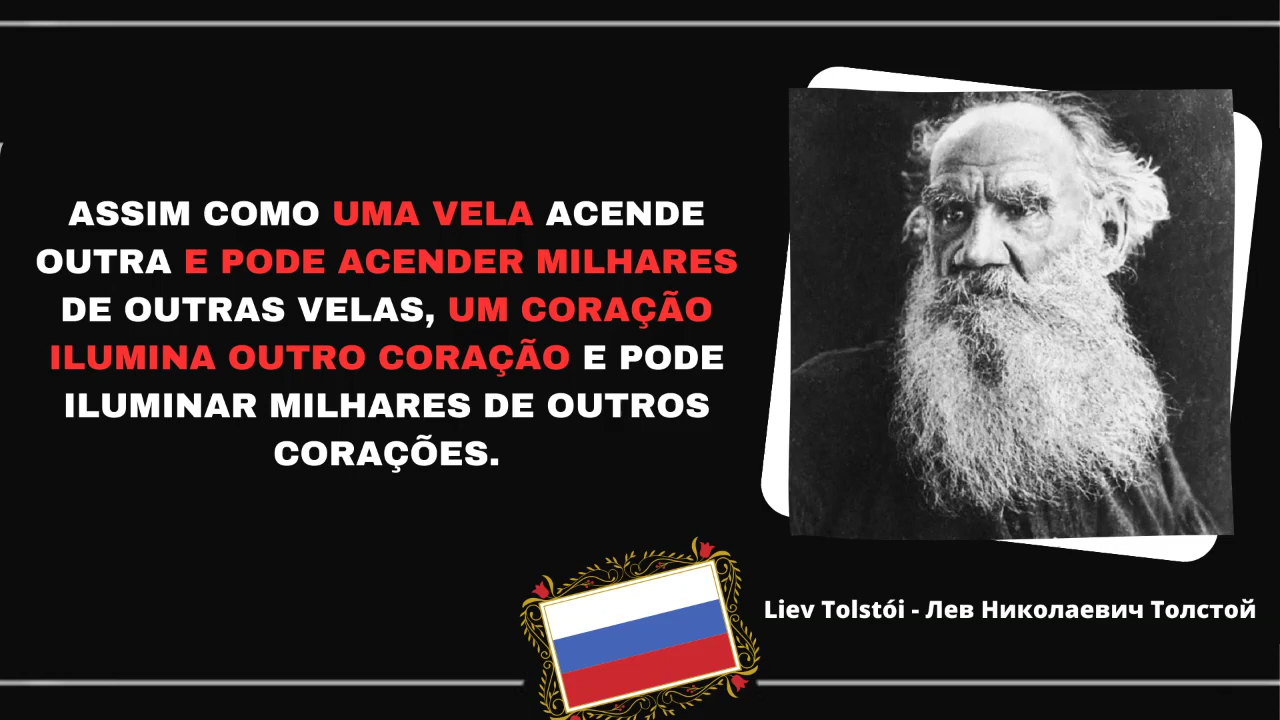 ASSIM COMO UMA VELA ACENDE
OUTRA E PODE ACENDER MILHARES
DE OUTRAS VELAS, UM CORAÇÃO
ILUMINA OUTRO CORAÇÃO E PODE
ILUMINAR MILHARES DE OUTROS
CORAÇÕES.
Liev Tolstói - Лев Николаевич Толстой